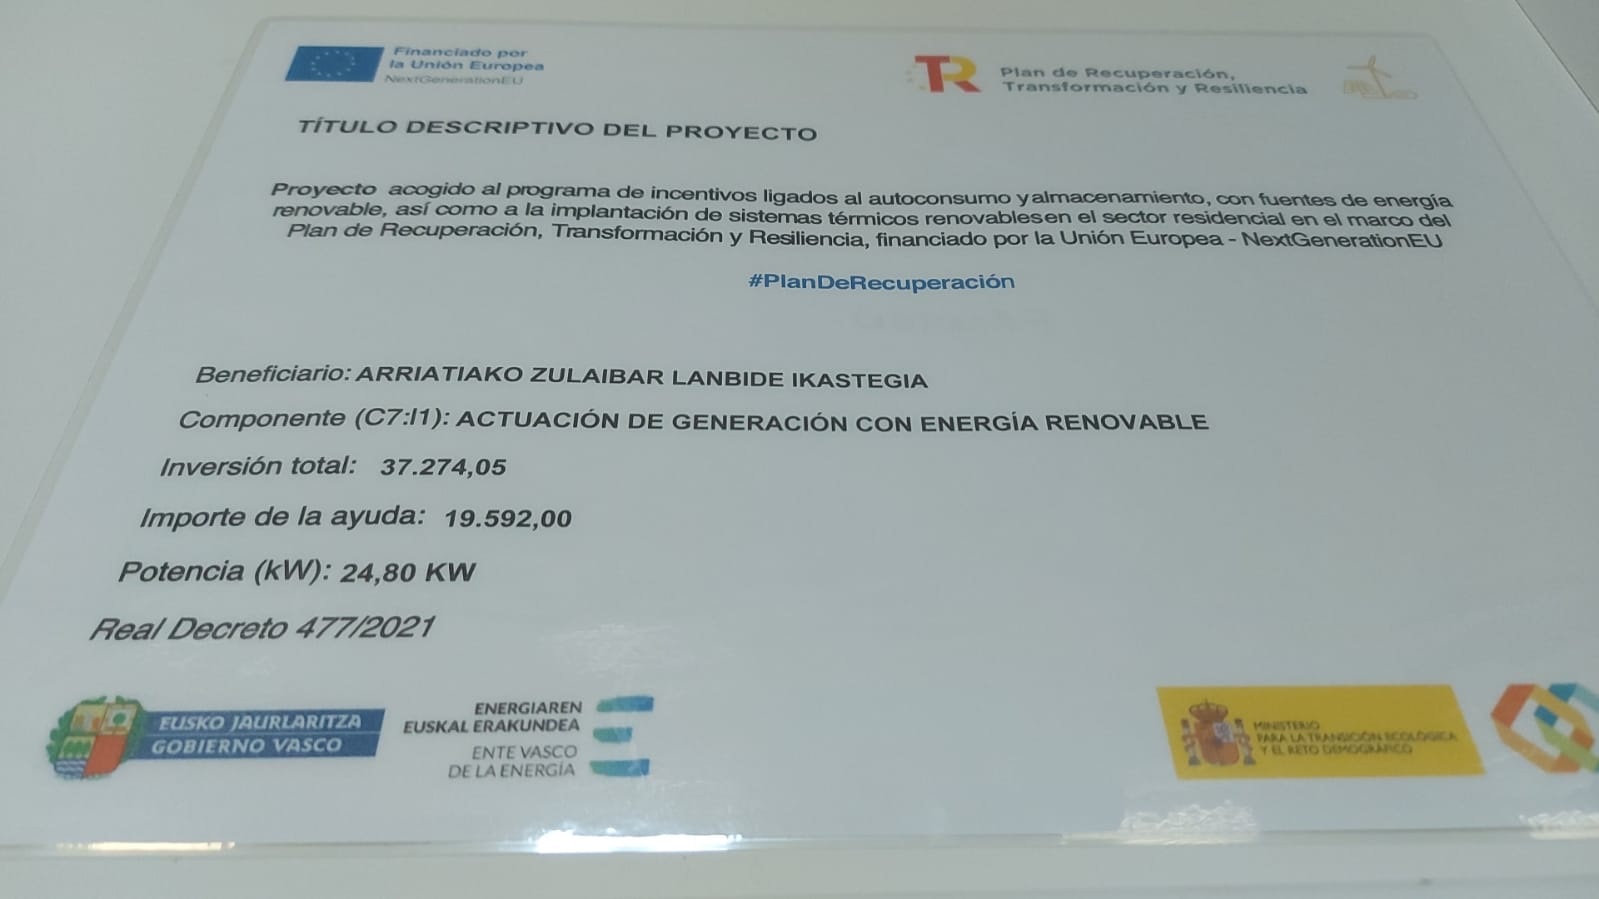 Financiado por
la Unión Europea
NextGenerationEU
TR
Plan de Recuperación,
Transformación y Resiliencia
TÍTULO DESCRIPTIVO DEL PROYECTO
Proyecto acogido al programa de incentivos ligados al autoconsumo y almacenamiento, con fuentes de energía
renovable, así como a la implantación de sistemas térmicos renovables en el sector residencial en el marco del
Plan de Recuperación, Transformación y Resiliencia, financiado por la Unión Europea - NextGenerationEU
#PlanDeRecuperación
Beneficiario: ARRIATIAKO ZULAIBAR LANBIDE IKASTEGIA
Componente (C7:I1): ACTUACIÓN DE GENERACIÓN CON ENERGÍA RENOVABLE
Inversión total: 37.274,05
Importe de la ayuda: 19.592,00
Potencia (kW): 24,80 KW
Real Decreto 477/2021
EUSKO JAURLARITZA
GOBIERNO VASCO
ENERGIAREN
EUSKAL ERAKUNDEA
ENTE VASCO
DE LA ENERGÍA
MINISTERIO
PARA LA TRANSICIÓN ECOLÓGICA
Y EL RETO DEMOGRÁFICO